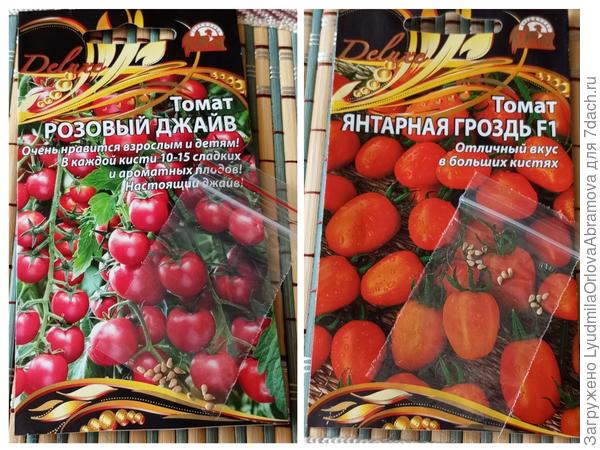 Deluxe
Томат
РОЗОВЫЙ ДЖАЙВ
Очень нравится взрослым и детям!
В каждой кисти 10-15 сладких
и ароматных плодов!
Настоящий джайв!
Deluxe
Томат
ЯНТАРНАЯ ГРОЗДЬ F1
Отличный вкус
в больших кистях
Загружено LyudmilaOrlovaAbramova для 7dach.ru